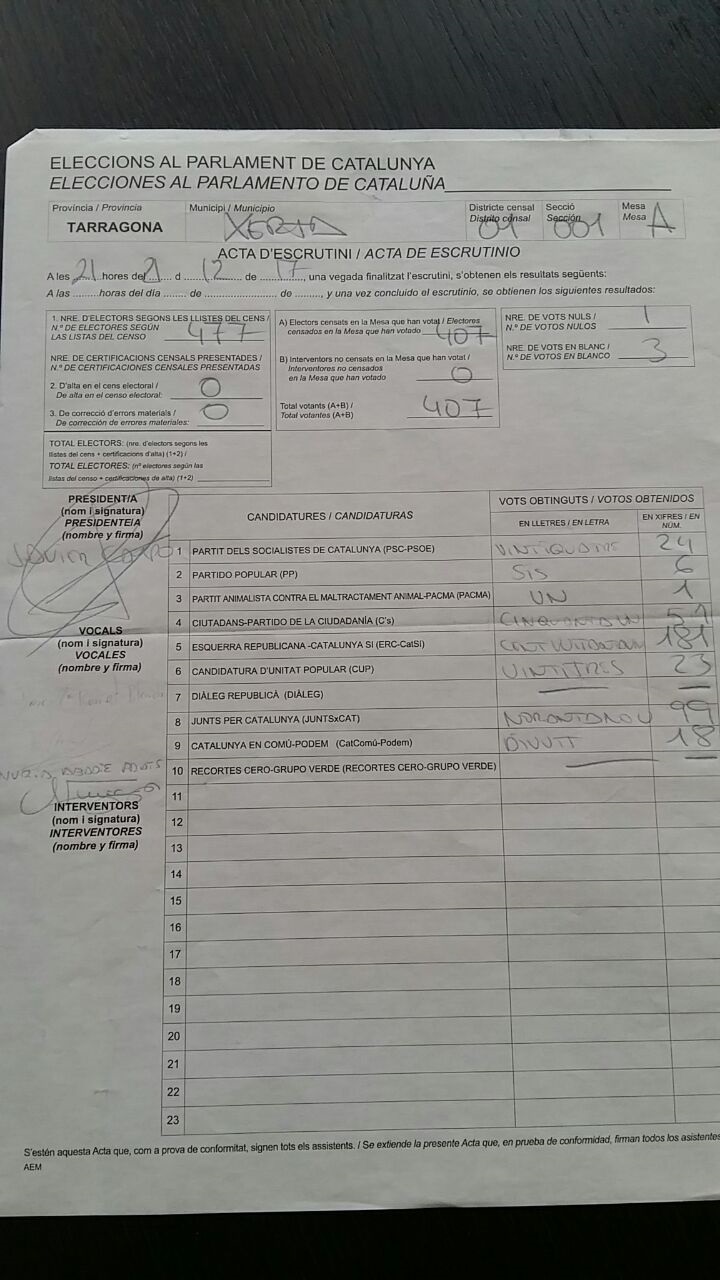 ELECCIONS AL PARLAMENT DE CATALUNYA
ELECCIONES AL PARLAMENTO DE CATALUÑA
Província / Provincia
TARRAGONA
Municipi / Municipio
XERTA
Districte censal
Distrito censal
01
Secció
Sección
001
Mesa
Mesa
A
ACTA D'ESCRUTINI / ACTA DE ESCRUTINIO
A les 21 hores del 21 d 12 de 17, una vegada finalitzat l'escrutini, s'obtenen els resultats següents:
A las ........ horas del día ....... de ....................... de ........, y una vez concluido el escrutinio, se obtienen los siguientes resultados:
1. NRE. D'ELECTORS SEGONS LES LLISTES DEL CENS /
N.º DE ELECTORES SEGÚN
LAS LISTAS DEL CENSO 477
NRE. DE CERTIFICACIONS CENSALS PRESENTADES /
N.º DE CERTIFICACIONES CENSALES PRESENTADAS
2. D'alta en el cens electoral /
De alta en el censo electoral: 0
3. De correcció d'errors materials /
De corrección de errores materiales: 0
TOTAL ELECTORS: (nre. d'electors segons les
llistes del cens + certificacions d'alta) (1+2) /
TOTAL ELECTORES: (nº electores según las
listas del censo + certificaciones de alta) (1+2)
A) Electors censats en la Mesa que han votat / Electores
censados en la Mesa que han votado 407
B) Interventors no censats en la Mesa que han votat /
Interventores no censados
en la Mesa que han votado 0
Total votants (A+B) /
Total votantes (A+B) 407
NRE. DE VOTS NULS /
N.º DE VOTOS NULOS 1
NRE. DE VOTS EN BLANC /
N.º DE VOTOS EN BLANCO 3
PRESIDENT/A
(nom i signatura)
PRESIDENTE/A
(nombre y firma)
VOCALS
(nom i signatura)
VOCALES
(nombre y firma)
INTERVENTORS
(nom i signatura)
INTERVENTORES
(nombre y firma)
CANDIDATURES / CANDIDATURAS
VOTS OBTINGUTS / VOTOS OBTENIDOS
EN LLETRES / EN LETRA
EN XIFRES / EN NÚM.
1 PARTIT DELS SOCIALISTES DE CATALUNYA (PSC-PSOE) VINTIQUATRE 24
2 PARTIDO POPULAR (PP) SIS 6
3 PARTIT ANIMALISTA CONTRA EL MALTRACTAMENT ANIMAL-PACMA (PACMA) UN 1
4 CIUTADANS-PARTIDO DE LA CIUDADANÍA (C's) CINQUANTA UN 51
5 ESQUERRA REPUBLICANA -CATALUNYA SI (ERC-CatSI) 181
6 CANDIDATURA D'UNITAT POPULAR (CUP) VINTITRES 23
7 DIÀLEG REPUBLICÀ (DIÀLEG)
8 JUNTS PER CATALUNYA (JUNTSxCAT) NORANTANOU 99
9 CATALUNYA EN COMÚ-PODEM (CatComú-Podem) DIVUIT 18
10 RECORTES CERO-GRUPO VERDE (RECORTES CERO-GRUPO VERDE)
11
12
13
14
15
16
17
18
19
20
21
22
23
S'estén aquesta Acta que, com a prova de conformitat, signen tots els assistents. / Se extiende la presente Acta que, en prueba de conformidad, firman todos los asistentes
AEM